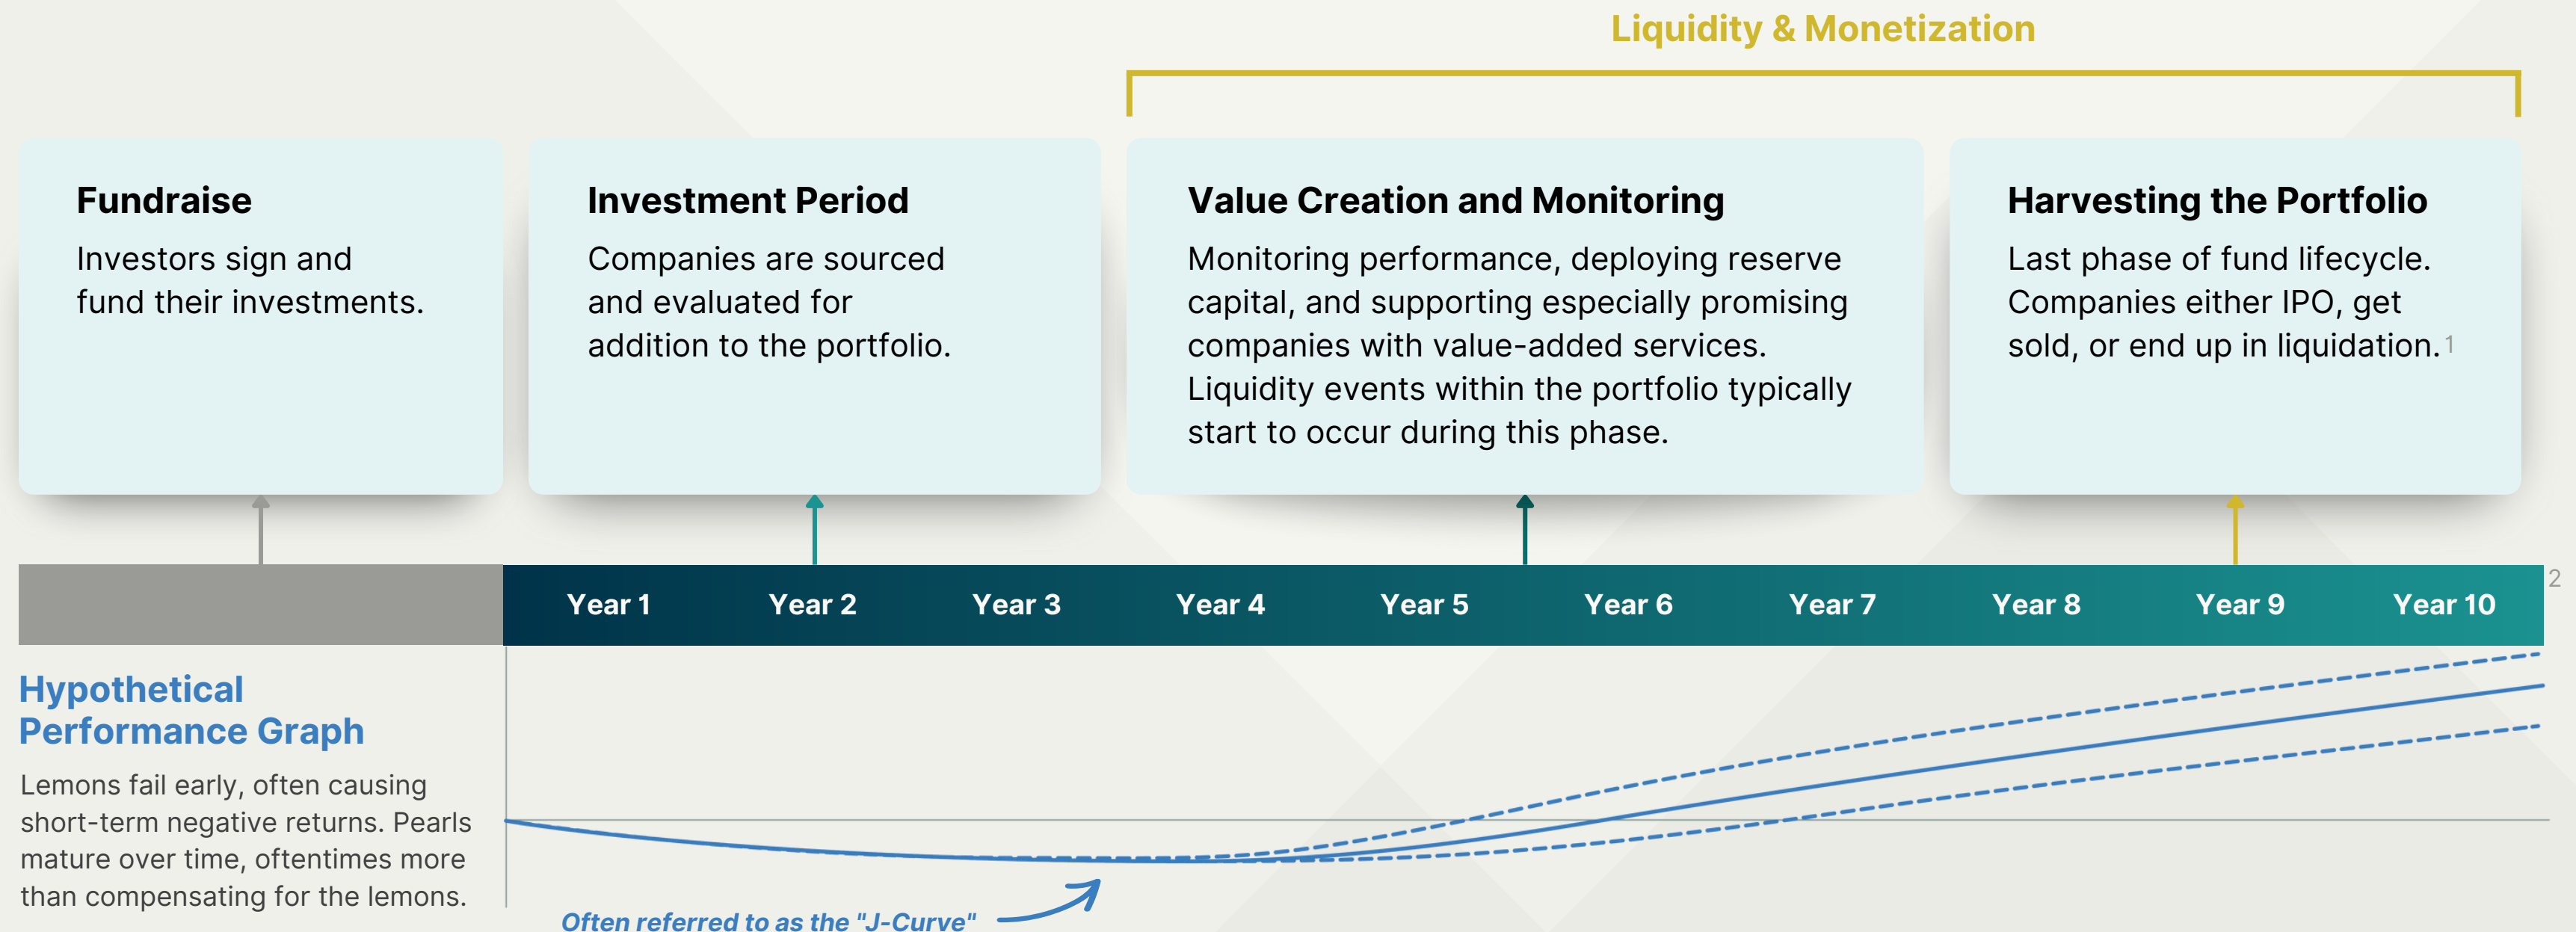 Liquidity & Monetization
Fundraise
Investors sign and
fund their investments.
Investment Period
Companies are sourced
and evaluated for
addition to the portfolio.
Value Creation and Monitoring
Monitoring performance, deploying reserve
capital, and supporting especially promising
companies with value-added services.
Liquidity events within the portfolio typically
start to occur during this phase.
Harvesting the Portfolio
Last phase of fund lifecycle.
Companies either IPO, get
sold, or end up in liquidation.1
Year 1 Year 2 Year 3 Year 4 Year 5 Year 6 Year 7 Year 8 Year 9 Year 10 2
Hypothetical
Performance Graph
Lemons fail early, often causing
short-term negative returns. Pearls
mature over time, oftentimes more
than compensating for the lemons.
Often referred to as the "J-Curve"